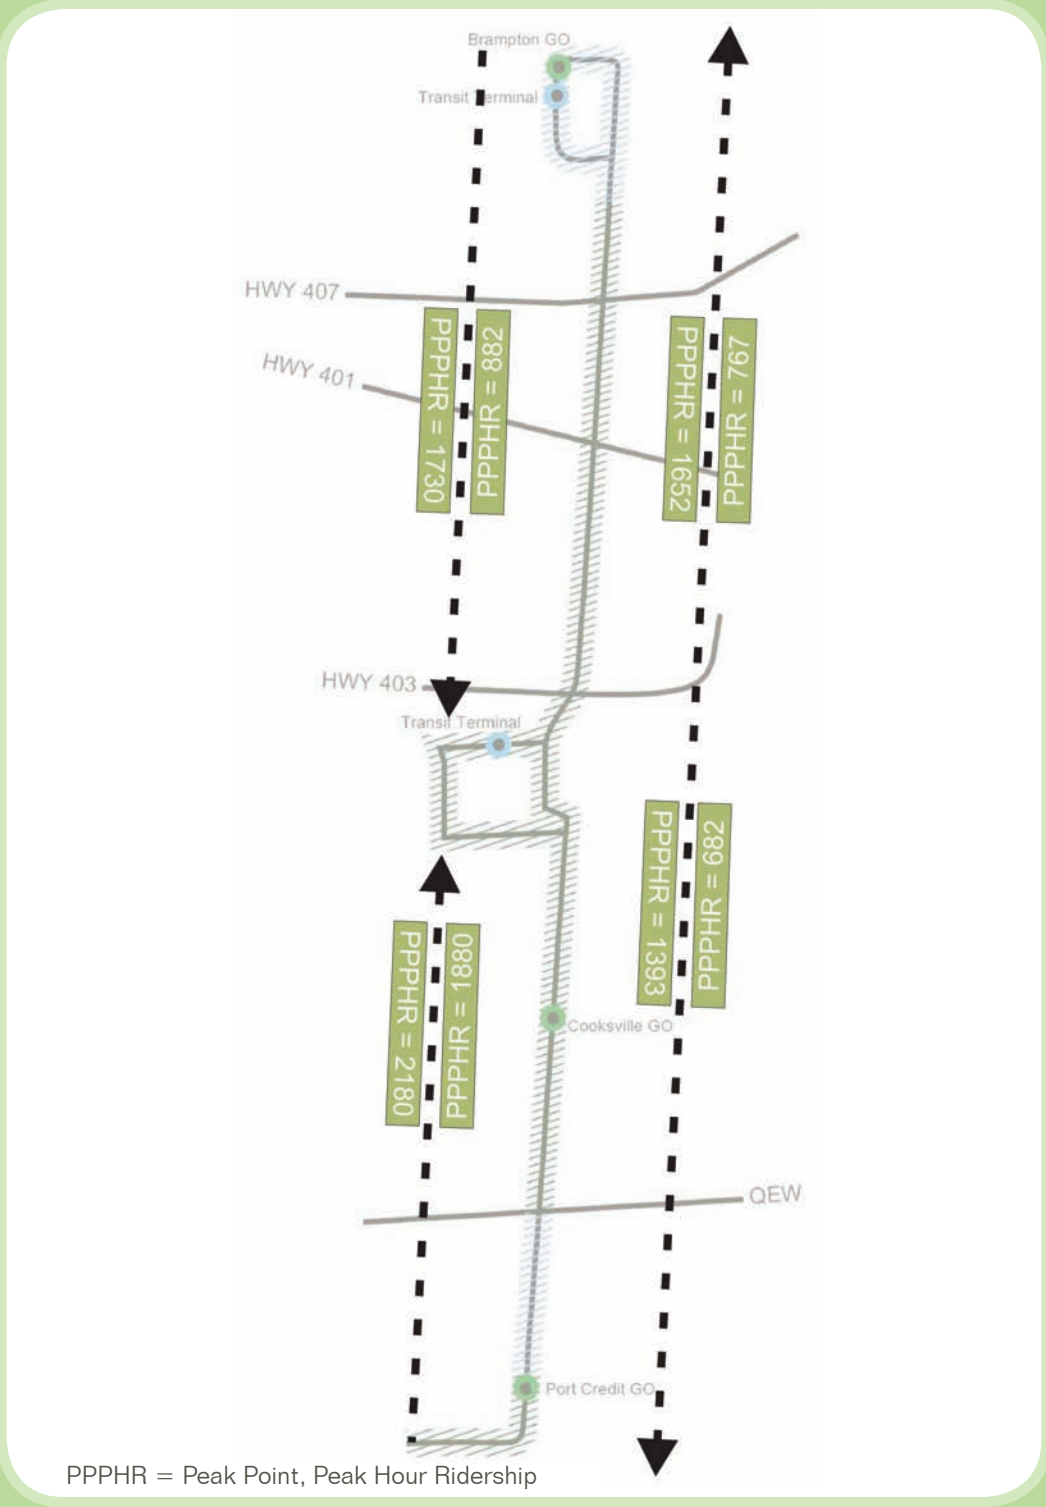 Brampton GO
Transit Terminal
HWY 407
HWY 401
PPPHR = 1730
PPPHR = 882
PPPHR = 1652
PPPHR = 767
HWY 403
Transit Terminal
PPPHR = 1393
PPPHR = 682
PPPHR = 2180
PPPHR = 1880
Cooksville GO
QEW
Port Credit GO
PPPHR = Peak Point, Peak Hour Ridership